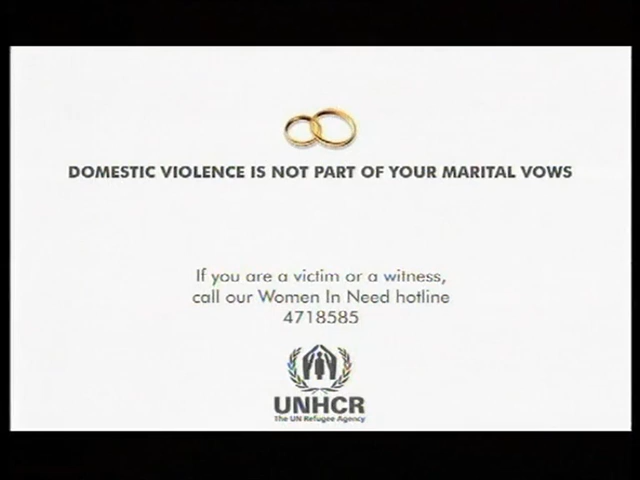 DOMESTIC VIOLENCE IS NOT PART OF YOUR MARITAL VOWS
If you are a victim or a witness,
call our Women In Need hotline
4718585
UNHCR
The UN Refugee Agency